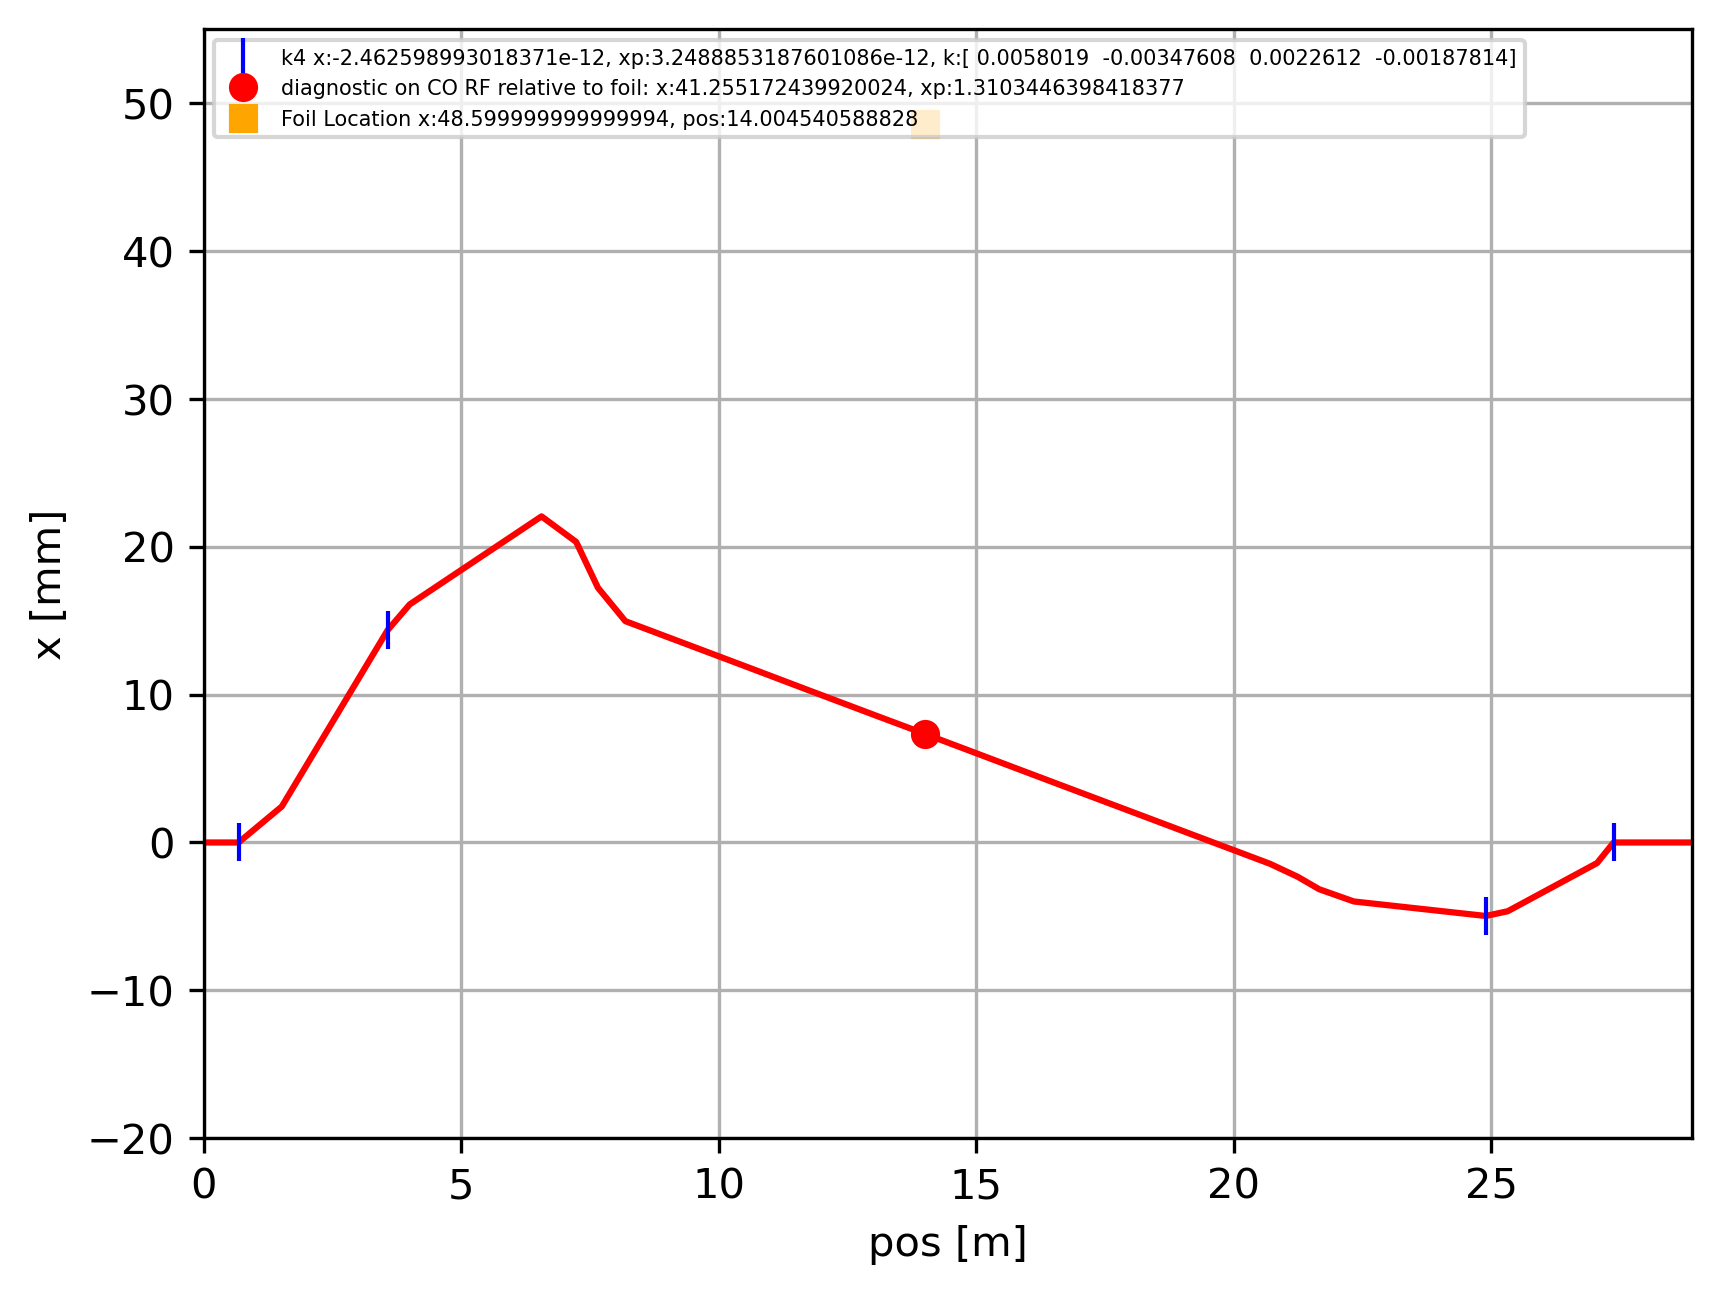 k4 x:-2.462598993018371e-12, xp:3.2488853187601086e-12, k:[ 0.0058019 -0.00347608 0.0022612 -0.00187814]
diagnostic on CO RF relative to foil: x:41.255172439920024, xp:1.3103446398418377
Foil Location x:48.599999999999994, pos:14.004540588828
50
40
30
20
10
0
−10
−20
x [mm]
0 5 10 15 20 25
pos [m]